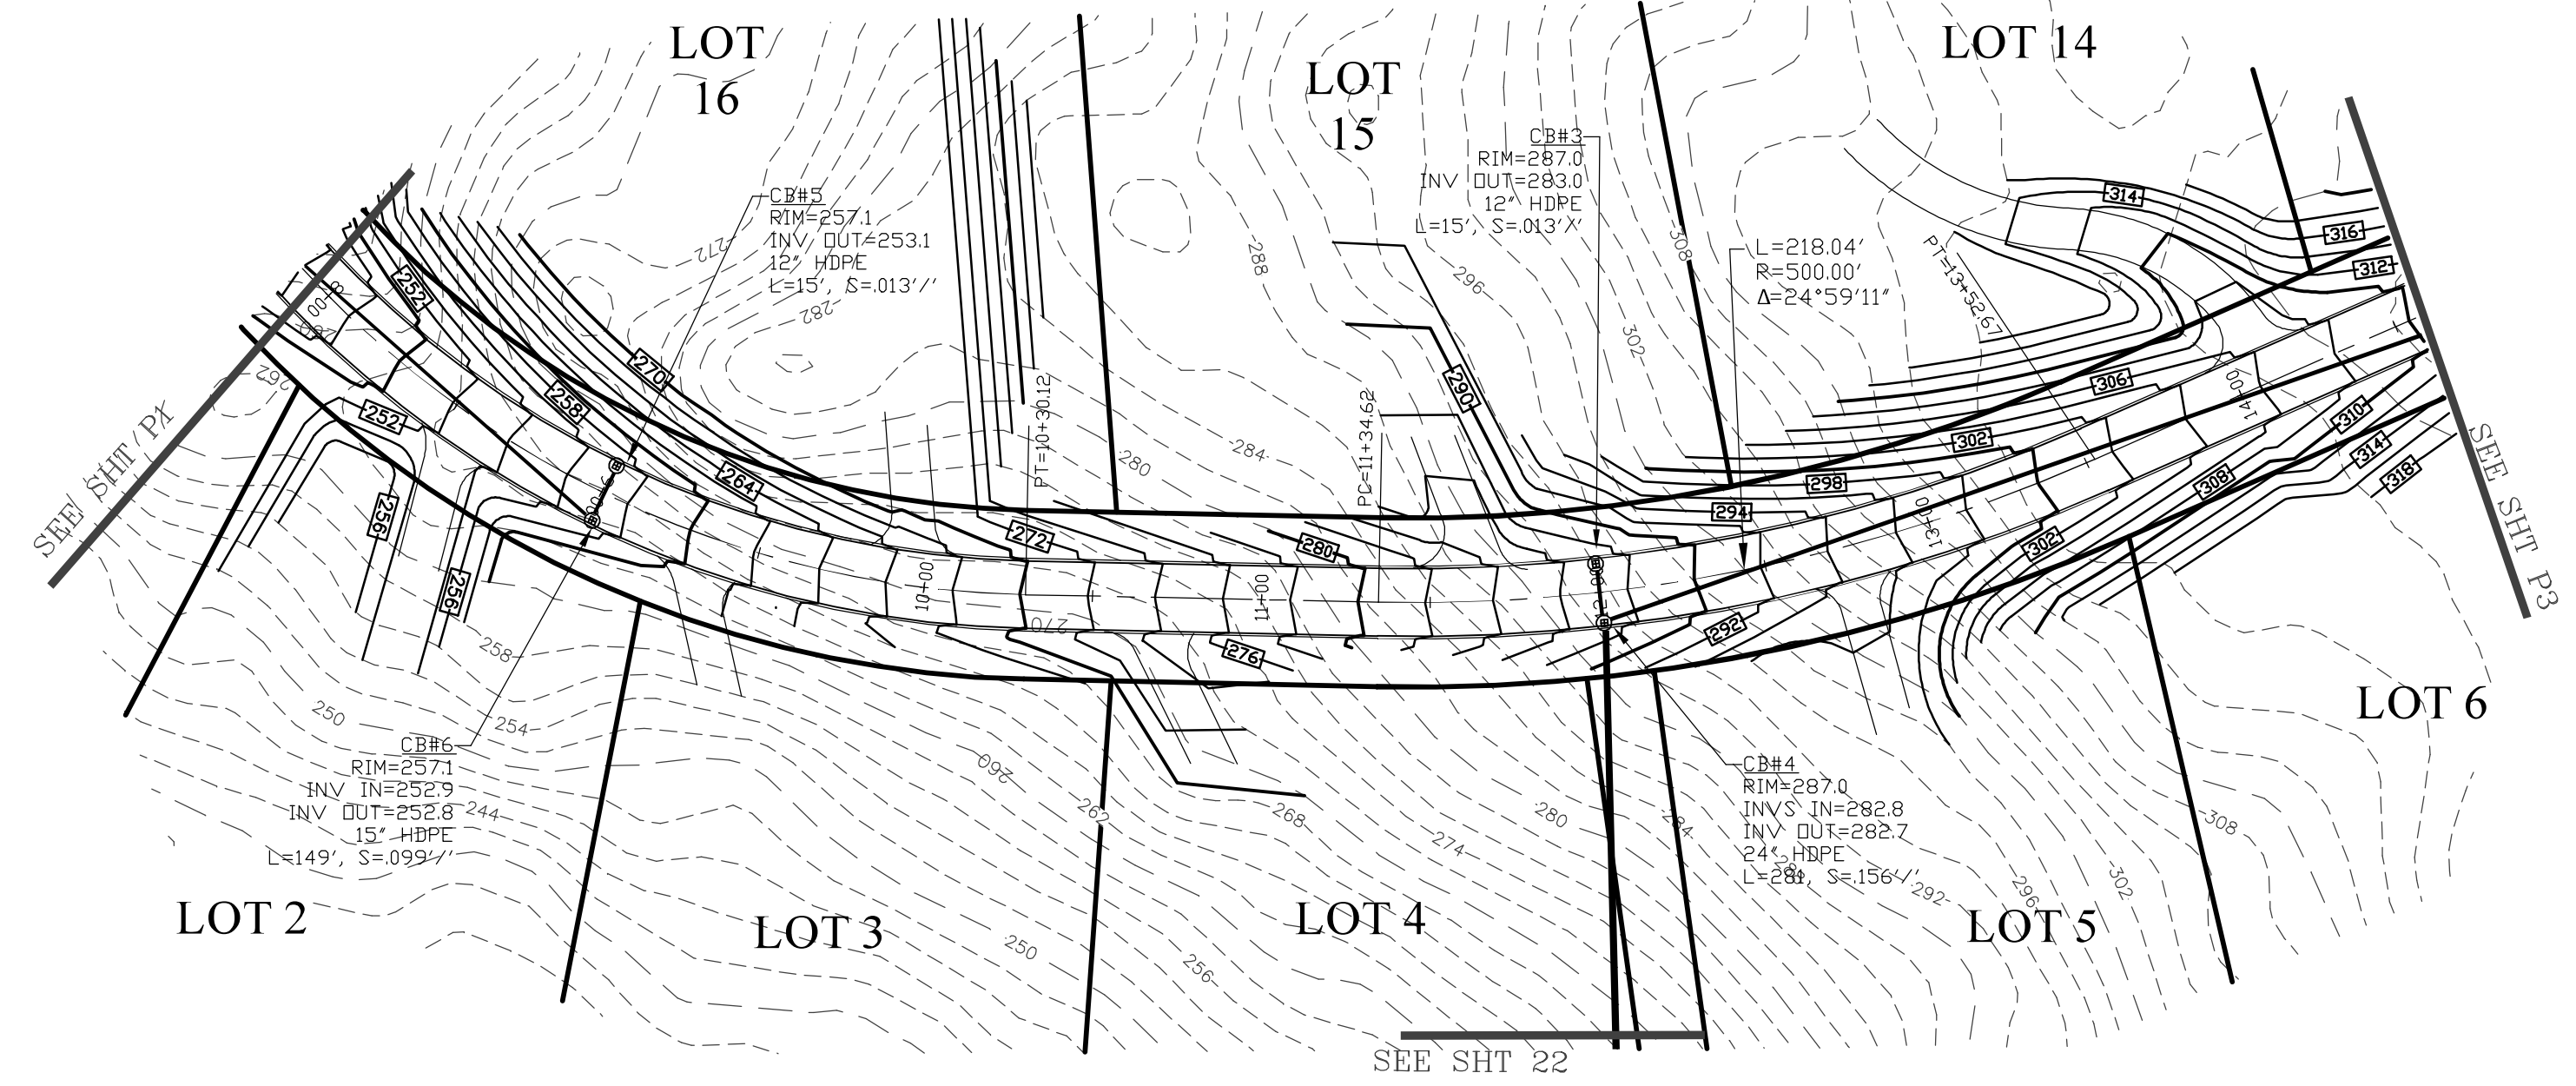 LOT
16
LOT
15
LOT 14
CB#5
RIM=257.1
INV OUT=253.1
12" HDPE
L=15', S=.013'/'
CB#3
RIM=287.0
INV OUT=283.0
12" HDPE
L=15', S=.013'/'
L=218.04'
R=500.00'
Δ=24°59'11"
PT=13+52.67
PT=10+30.12
PC=11+34.62
SEE SHT P1
SEE SHT P3
272
282
288
296
302
308
280
284
262
270
314
316
312
252
270
258
264
252
256
256
272
280
290
294
298
302
306
310
314
318
308
302
292
276
10+00
11+00
13+00
14+00
258
254
250
244
260
262
268
274
280
284
292
296
302
308
250
256
CB#6
RIM=257.1
INV IN=252.9
INV OUT=252.8
15" HDPE
L=149', S=.099'/'
CB#4
RIM=287.0
INVS IN=282.8
INV OUT=282.7
24" HDPE
L=281, S=.156'/'
LOT 2
LOT 3
LOT 4
LOT 5
LOT 6
SEE SHT 22